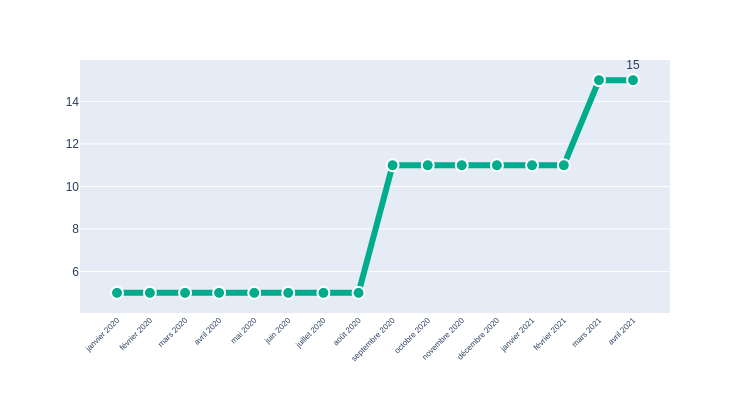 15
14
12
10
8
6
janvier 2020
février 2020
mars 2020
avril 2020
mai 2020
juin 2020
juillet 2020
août 2020
septembre 2020
octobre 2020
novembre 2020
décembre 2020
janvier 2021
février 2021
mars 2021
avril 2021